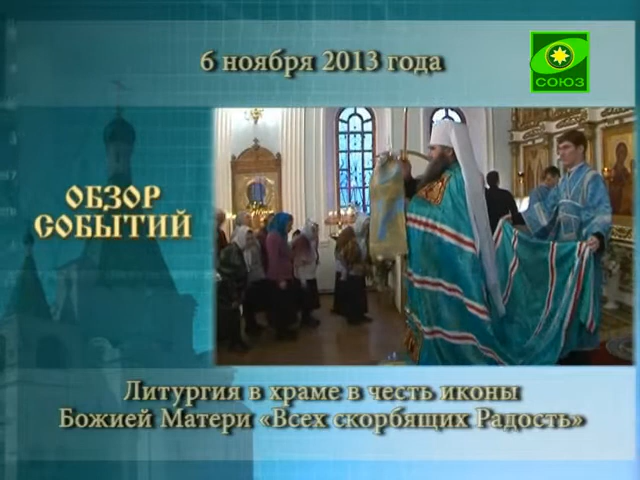 6 ноября 2013 года
СОЮЗ
ОБЗОР
СОБЫТИЙ
Литургия в храме в честь иконы
Божией Матери «Всех скорбящих Радость»